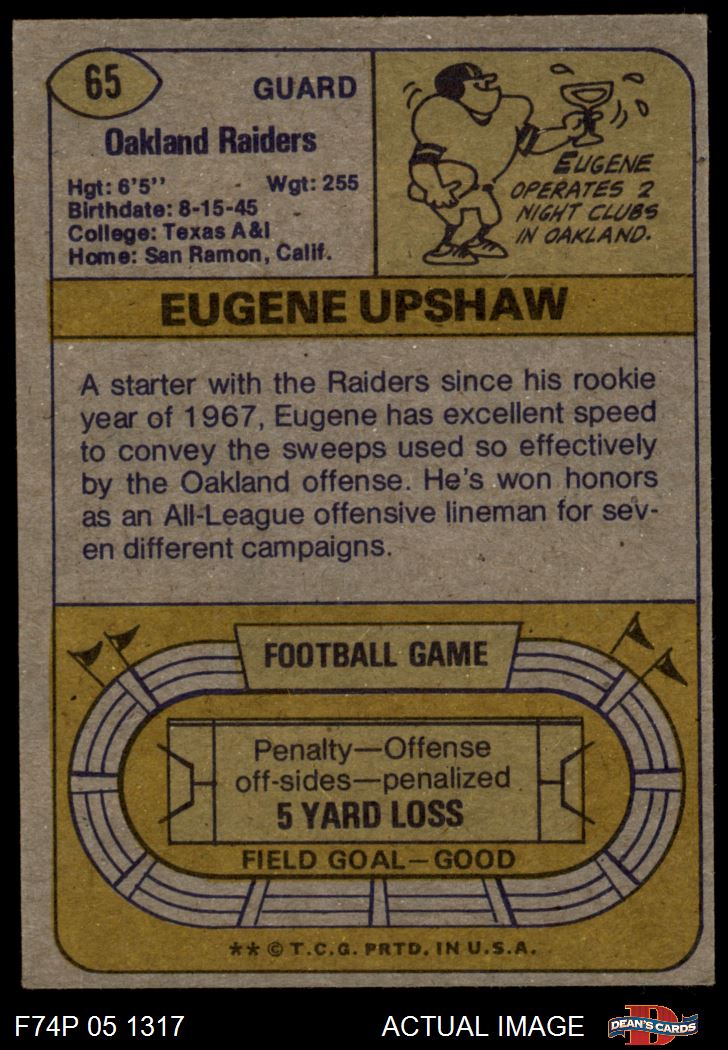 65
GUARD
Oakland Raiders
Hgt: 6'5'' Wgt: 255
Birthdate: 8-15-45
College: Texas A&I
Home: San Ramon, Calif.
EUGENE
OPERATES 2
NIGHT CLUBS
IN OAKLAND.
EUGENE UPSHAW
A starter with the Raiders since his rookie
year of 1967, Eugene has excellent speed
to convey the sweeps used so effectively
by the Oakland offense. He's won honors
as an All-League offensive lineman for sev-
en different campaigns.
FOOTBALL GAME
Penalty—Offense
off-sides—penalized
5 YARD LOSS
FIELD GOAL—GOOD
** © T.C.G. PRTD. IN U.S.A.
F74P 05 1317 ACTUAL IMAGE
D
DEAN'S CARDS